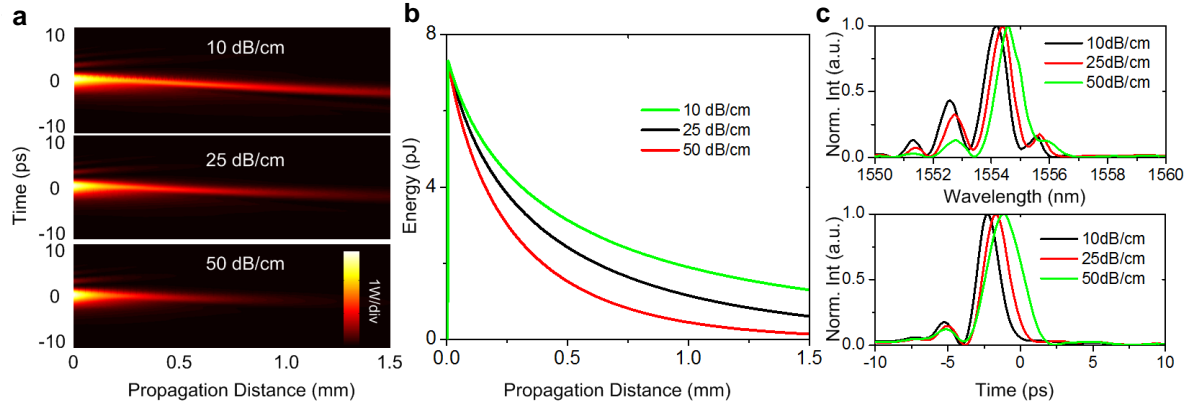 a
10
0
-10
10 dB/cm
10
0
-10
25 dB/cm
10
0
-10
50 dB/cm
1W/div
Time (ps)
0
0.5
1.0
1.5
Propagation Distance (mm)
b
8
4
0
Energy (pJ)
10 dB/cm
25 dB/cm
50 dB/cm
0.0
0.5
1.0
1.5
Propagation Distance (mm)
c
1.0
0.5
0.0
Norm. Int (a.u.)
10dB/cm
25dB/cm
50dB/cm
1550
1552
1554
1556
1558
1560
Wavelength (nm)
1.0
0.5
0.0
Norm. Int (a.u.)
10dB/cm
25dB/cm
50dB/cm
-10
-5
0
5
10
Time (ps)